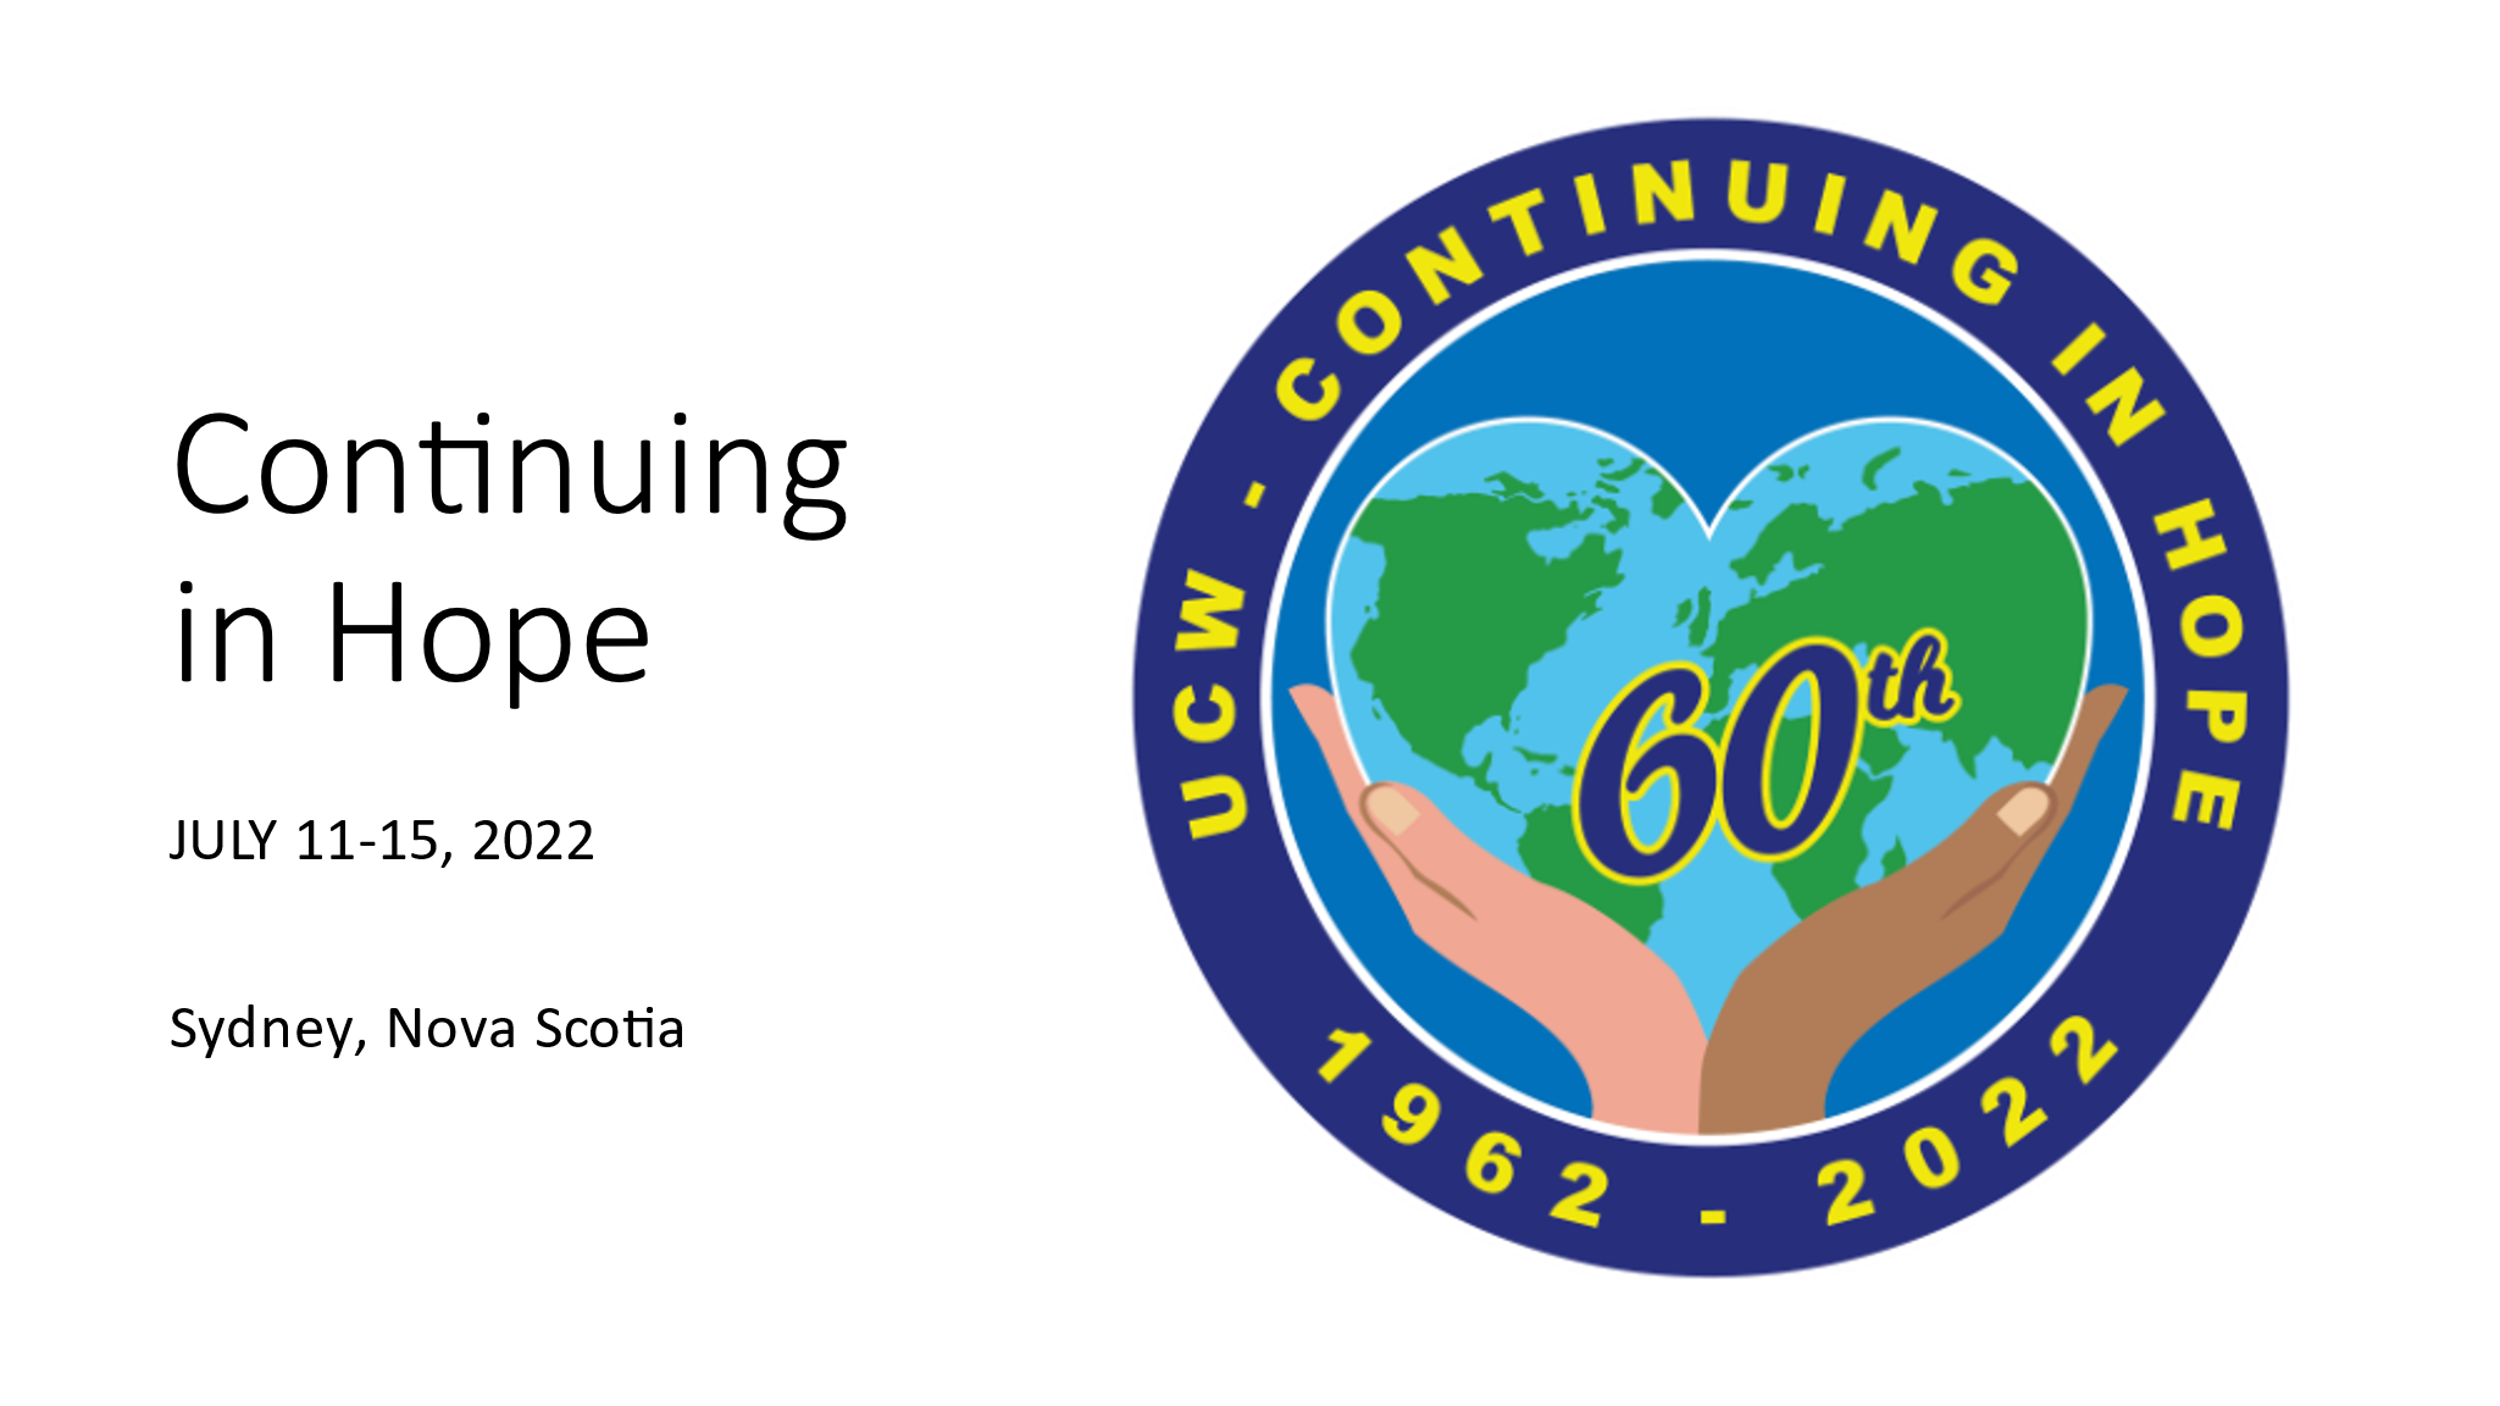 Continuing
in Hope
JULY 11-15, 2022
Sydney, Nova Scotia
UCW - CONTINUING IN HOPE
60th
1962 - 2022